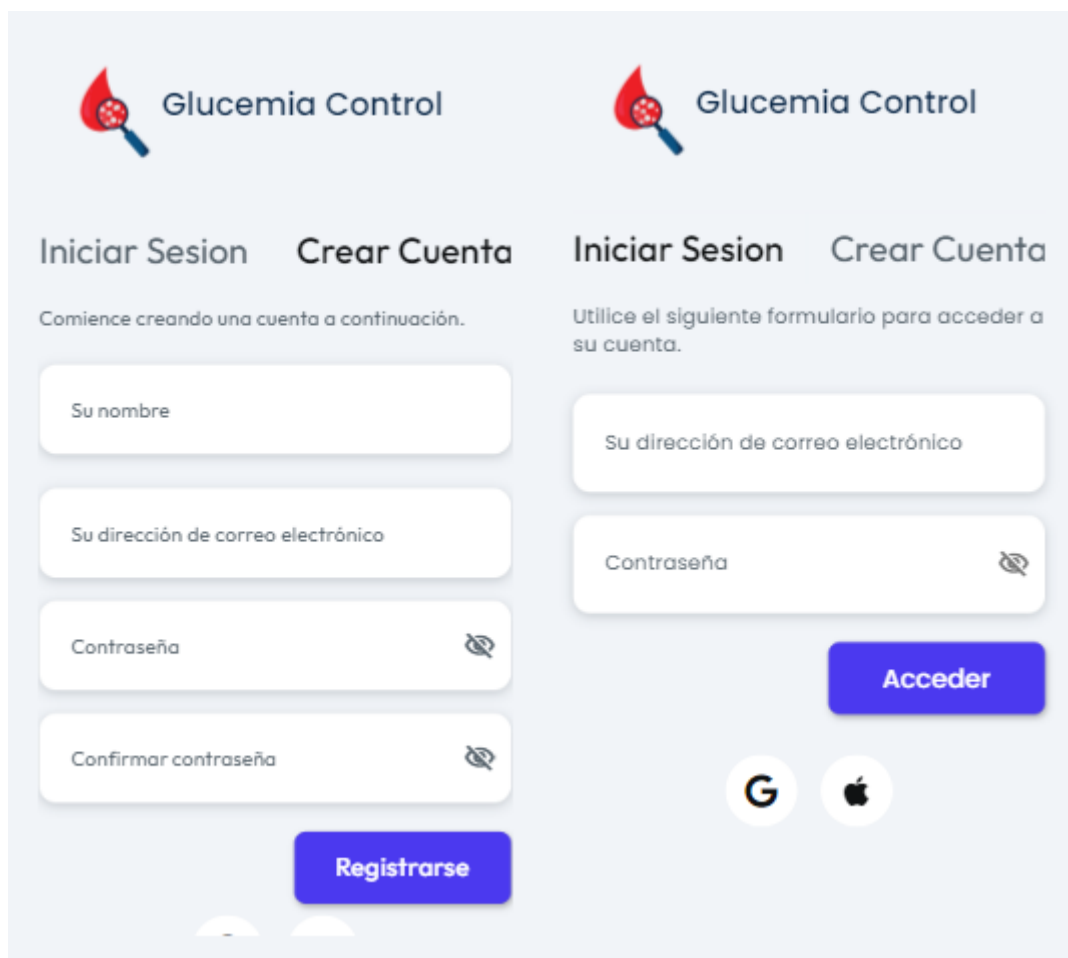 Glucemia Control
Iniciar Sesion
Crear Cuenta
Comience creando una cuenta a continuación.
Su nombre
Su dirección de correo electrónico
Contraseña
Confirmar contraseña
Registrarse
Glucemia Control
Iniciar Sesion
Crear Cuenta
Utilice el siguiente formulario para acceder a
su cuenta.
Su dirección de correo electrónico
Contraseña
Acceder